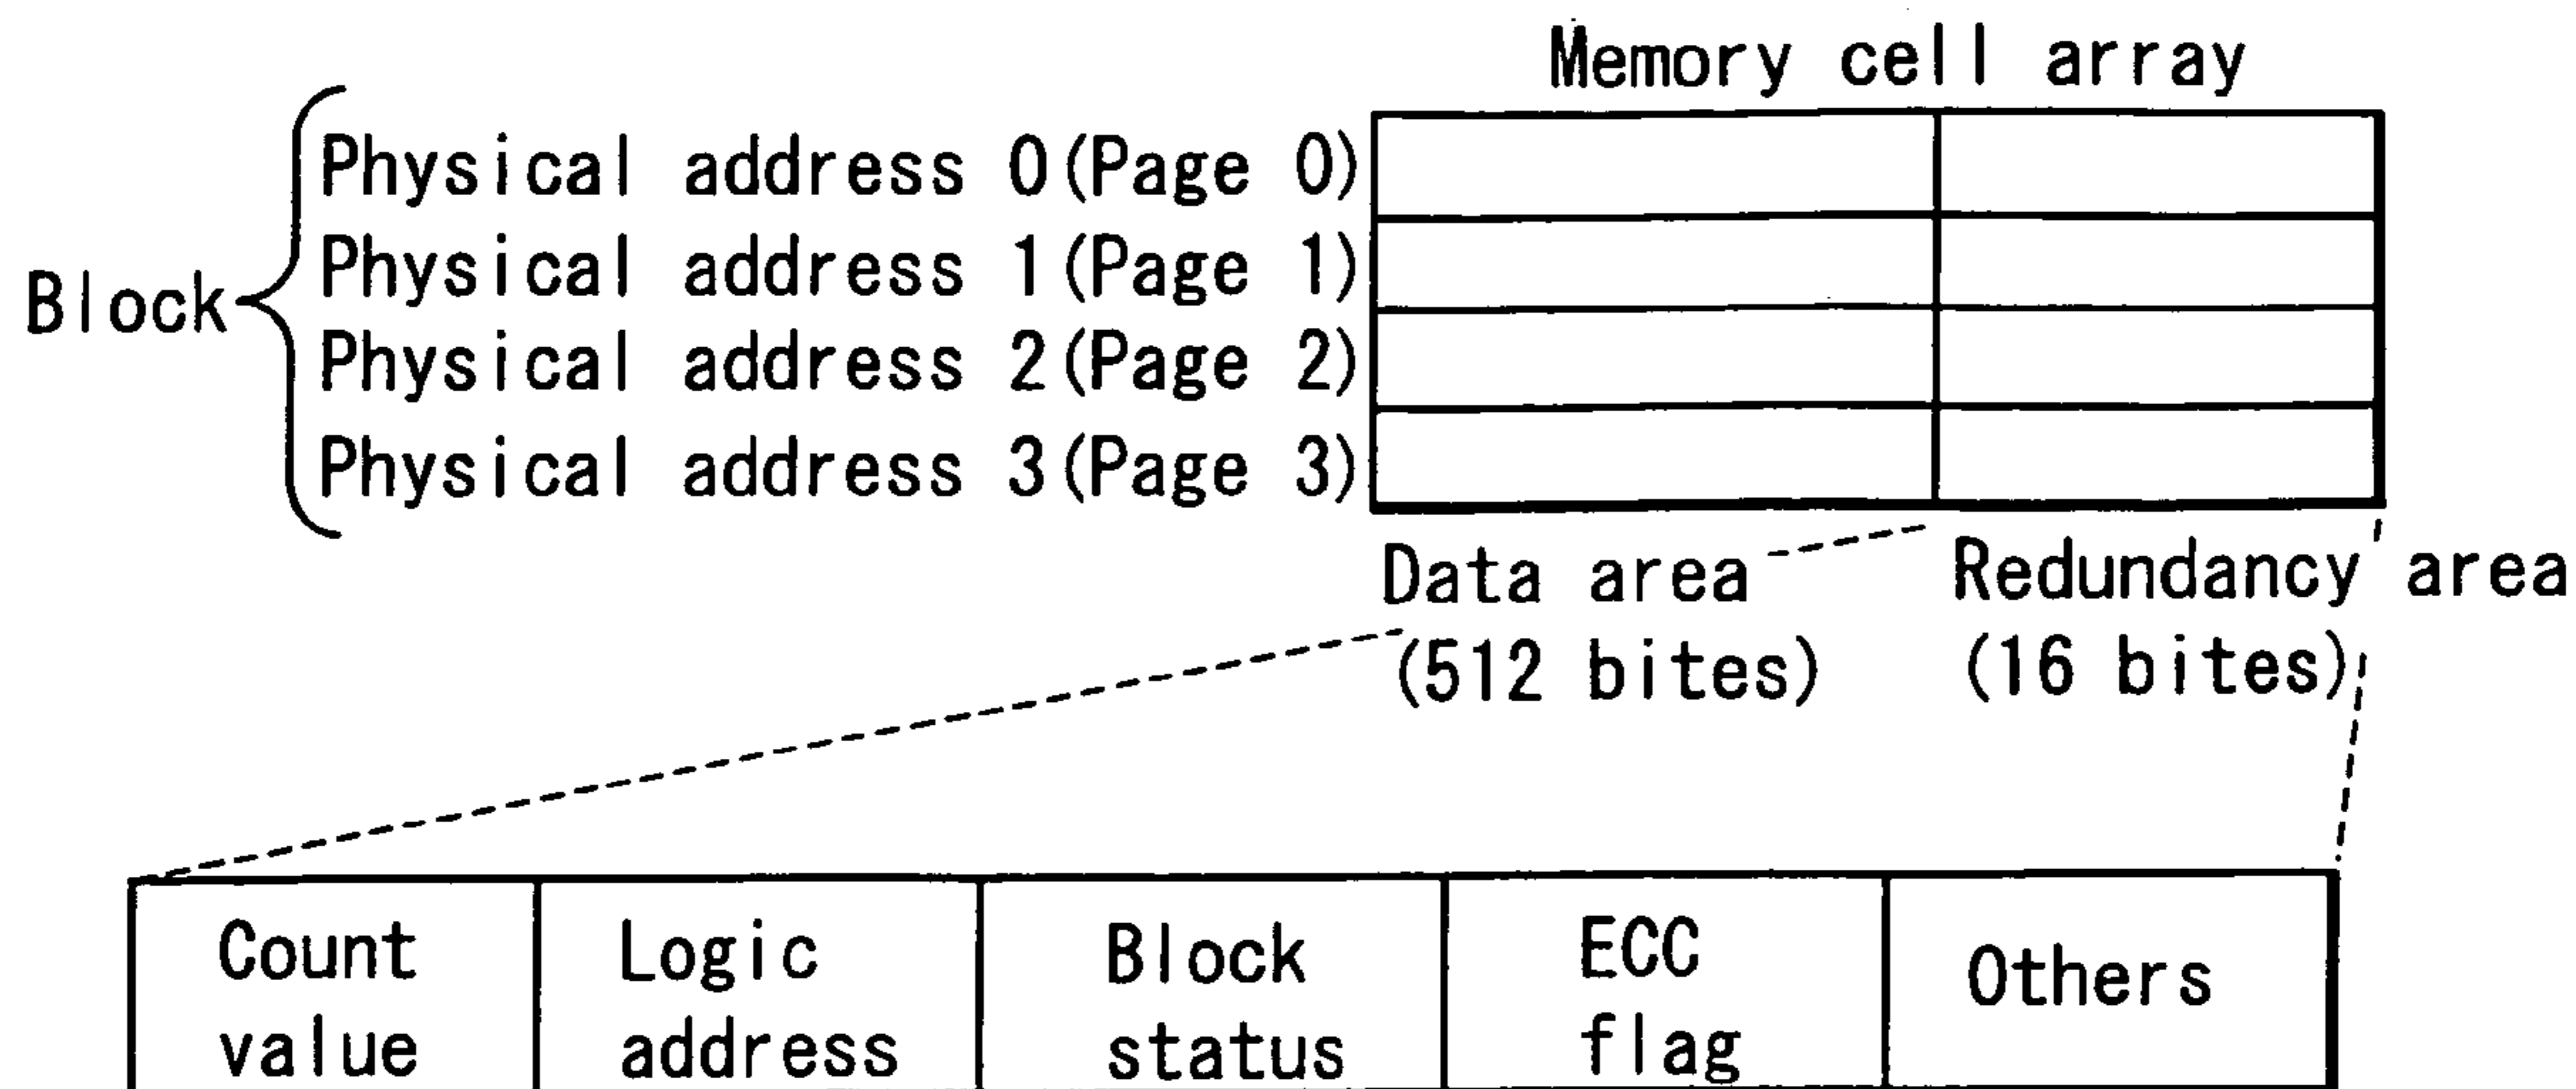 Memory cell array
Physical address 0(Page 0)
Physical address 1(Page 1)
Block
Physical address 2(Page 2)
Physical address 3(Page 3)
Data area
(512 bites)
Redundancy area
(16 bites)
Count
value
Logic
address
Block
status
ECC
flag
Others